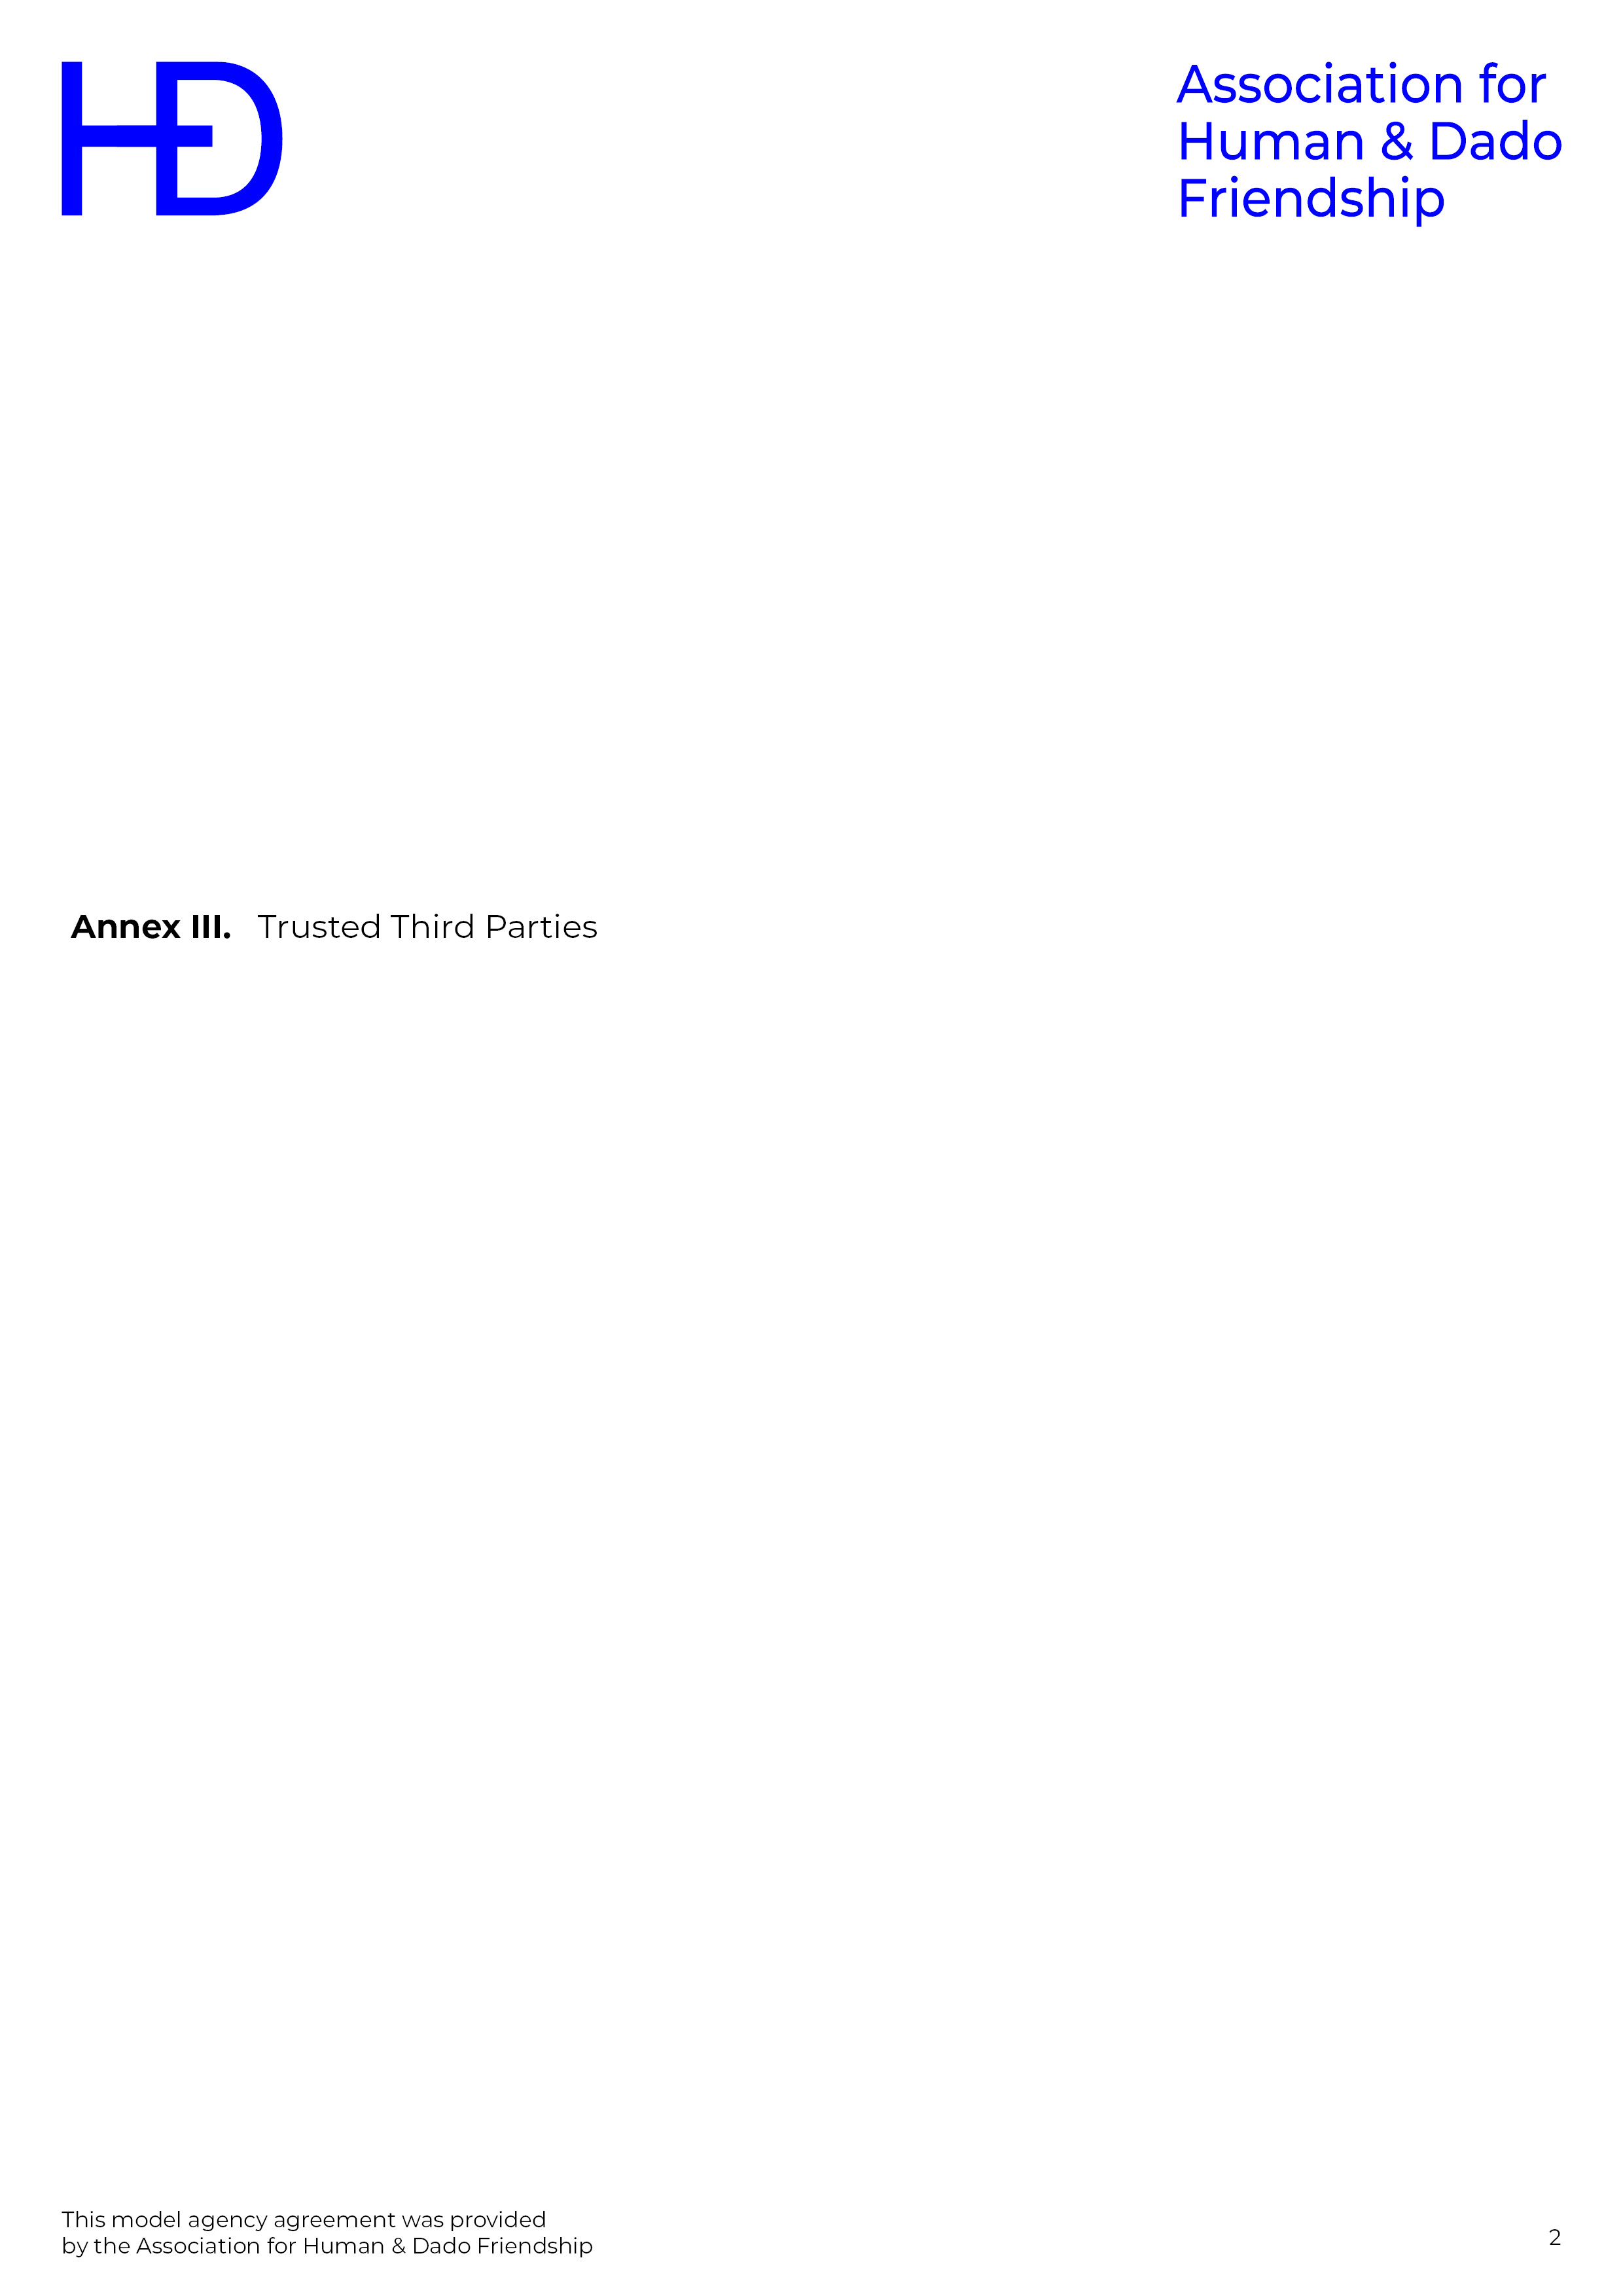 HD
Association for
Human & Dado
Friendship
Annex III. Trusted Third Parties
This model agency agreement was provided
by the Association for Human & Dado Friendship
2